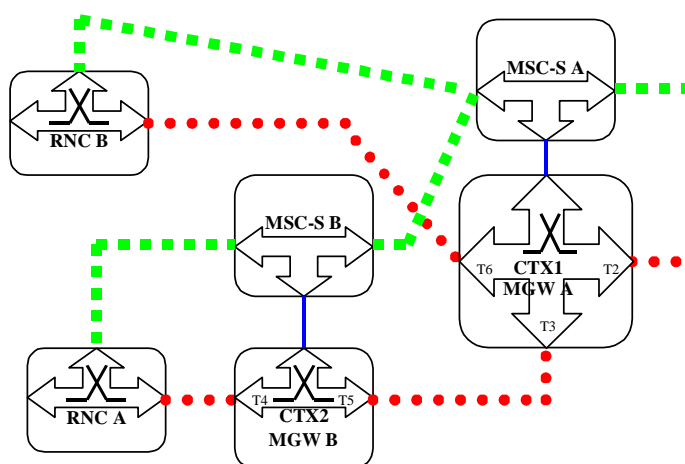 MSC-S A
RNC B
MSC-S B
T6
CTX1
T2
MGW A
T3
T4
CTX2
T5
RNC A
MGW B